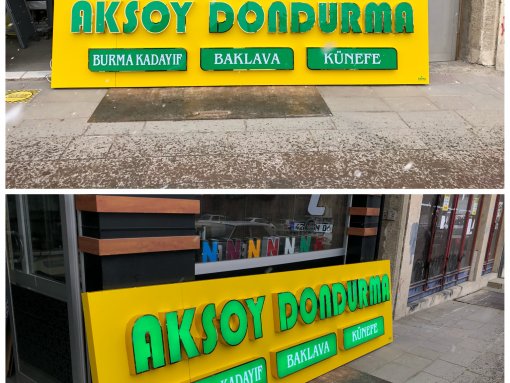 AKSOY DONDURMA
BURMA KADAYIF
BAKLAVA
KÜNEFE
AKSOY DONDURMA
KADAYIF
BAKLAVA
KÜNEFE